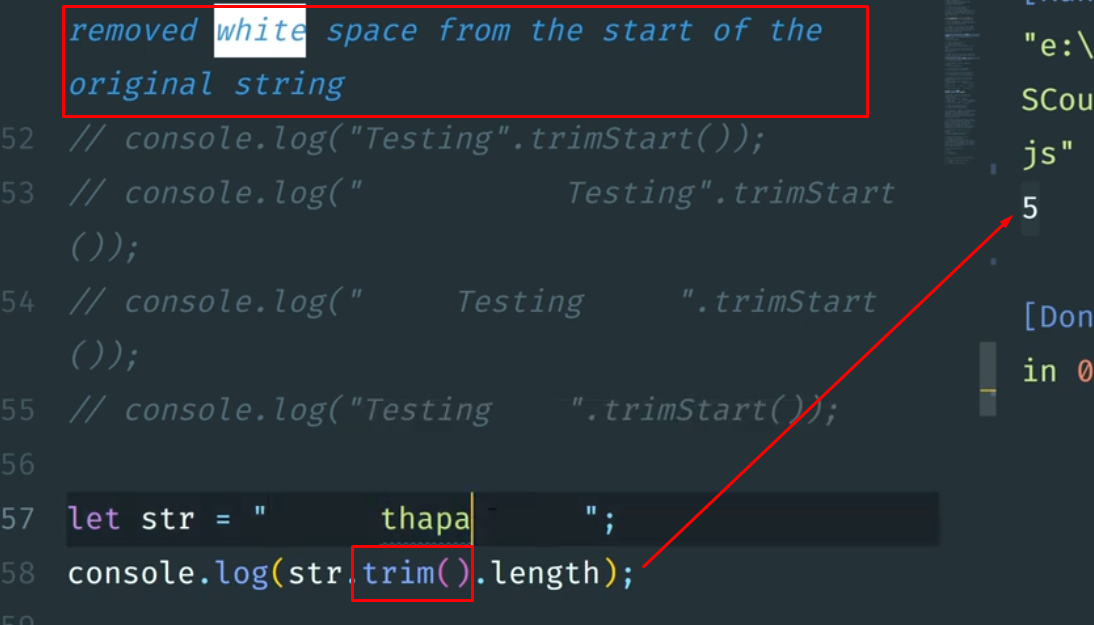 removed white space from the start of the
original string
52 // console.log("Testing".trimStart());
53 // console.log("           Testing".trimStart
());
54 // console.log("     Testing     ".trimStart
());
55 // console.log("Testing    ".trimStart());
56
57 let str = "      thapa      ";
58 console.log(str.trim().length);
59
"e:\
SCou
js"
5
[Don
in 0